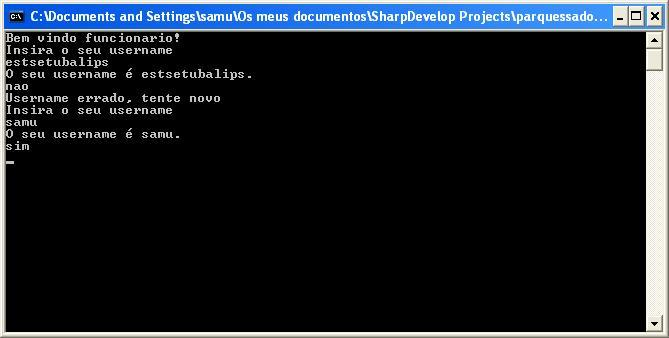 C:\Documents and Settings\samu\Os meus documentos\SharpDevelop Projects\parquessado...
Bem vindo funcionario!
Insira o seu username
estsetubalips
O seu username é estsetubalips.
nao
Username errado, tente novo
Insira o seu username
samu
O seu username é samu.
sim